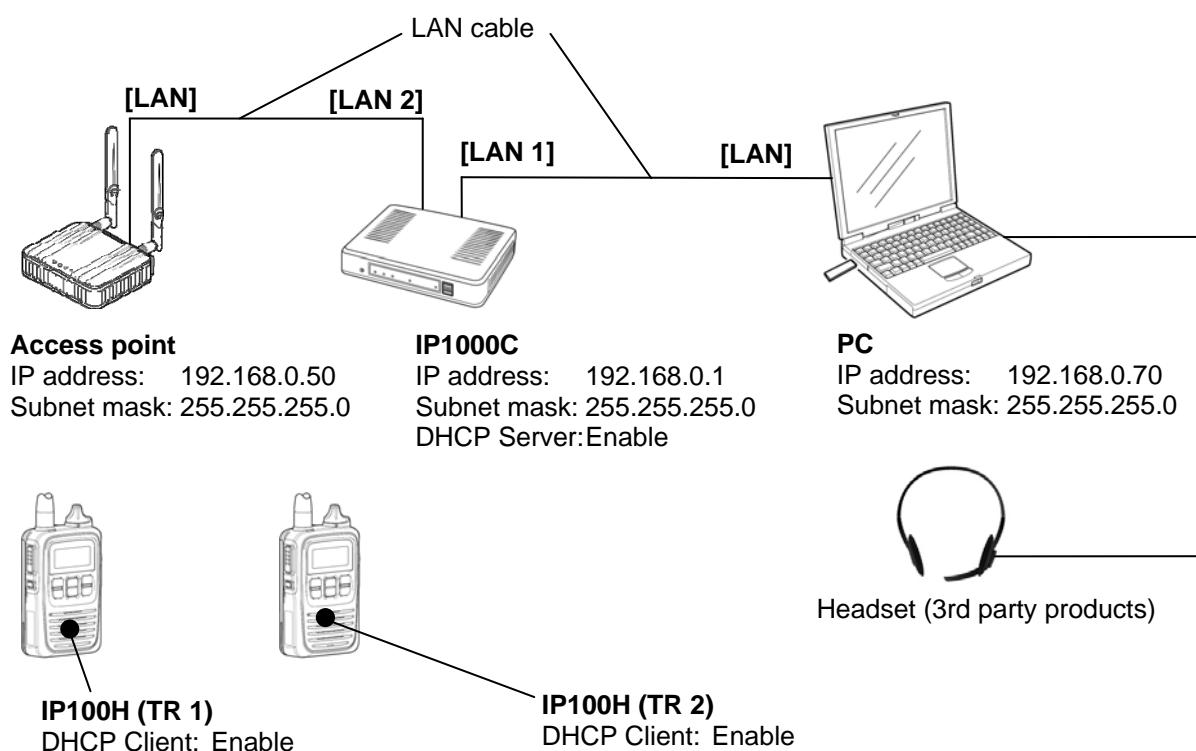 LAN cable
[LAN]
[LAN 2]
[LAN 1]
[LAN]
Access point
IP address: 192.168.0.50
Subnet mask: 255.255.255.0
IP1000C
IP address: 192.168.0.1
Subnet mask: 255.255.255.0
DHCP Server:Enable
PC
IP address: 192.168.0.70
Subnet mask: 255.255.255.0
Headset (3rd party products)
IP100H (TR 1)
DHCP Client: Enable
IP100H (TR 2)
DHCP Client: Enable